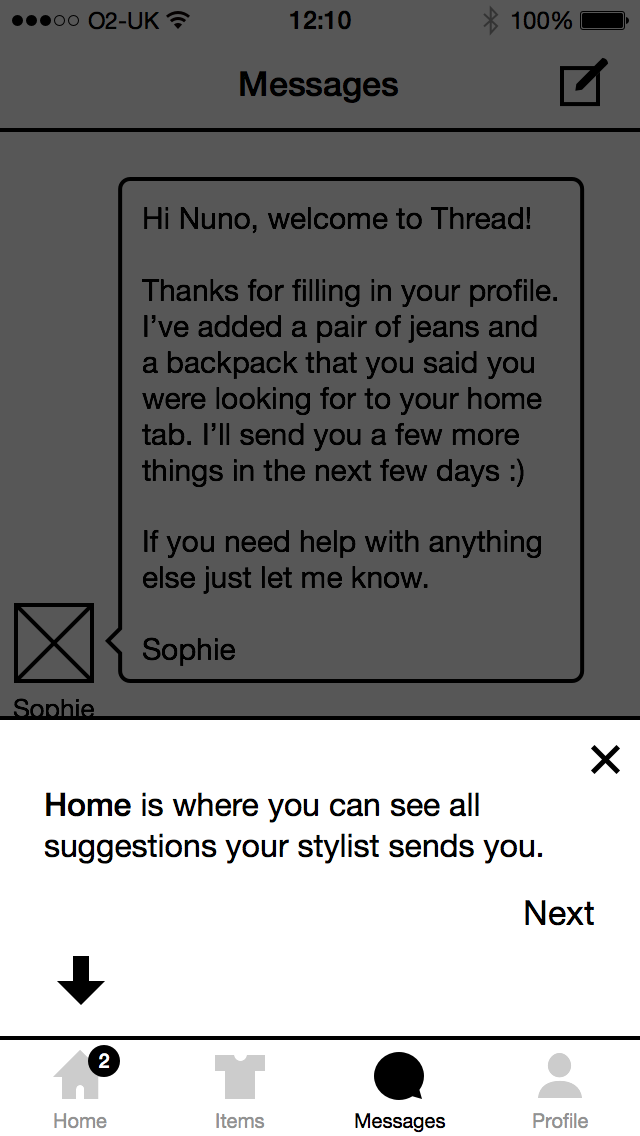 O2-UK 12:10 100%
Messages
Hi Nuno, welcome to Thread!
Thanks for filling in your profile.
I’ve added a pair of jeans and
a backpack that you said you
were looking for to your home
tab. I’ll send you a few more
things in the next few days :)
If you need help with anything
else just let me know.
Sophie
Sophie
Home is where you can see all
suggestions your stylist sends you.
Next
2
Home Items Messages Profile